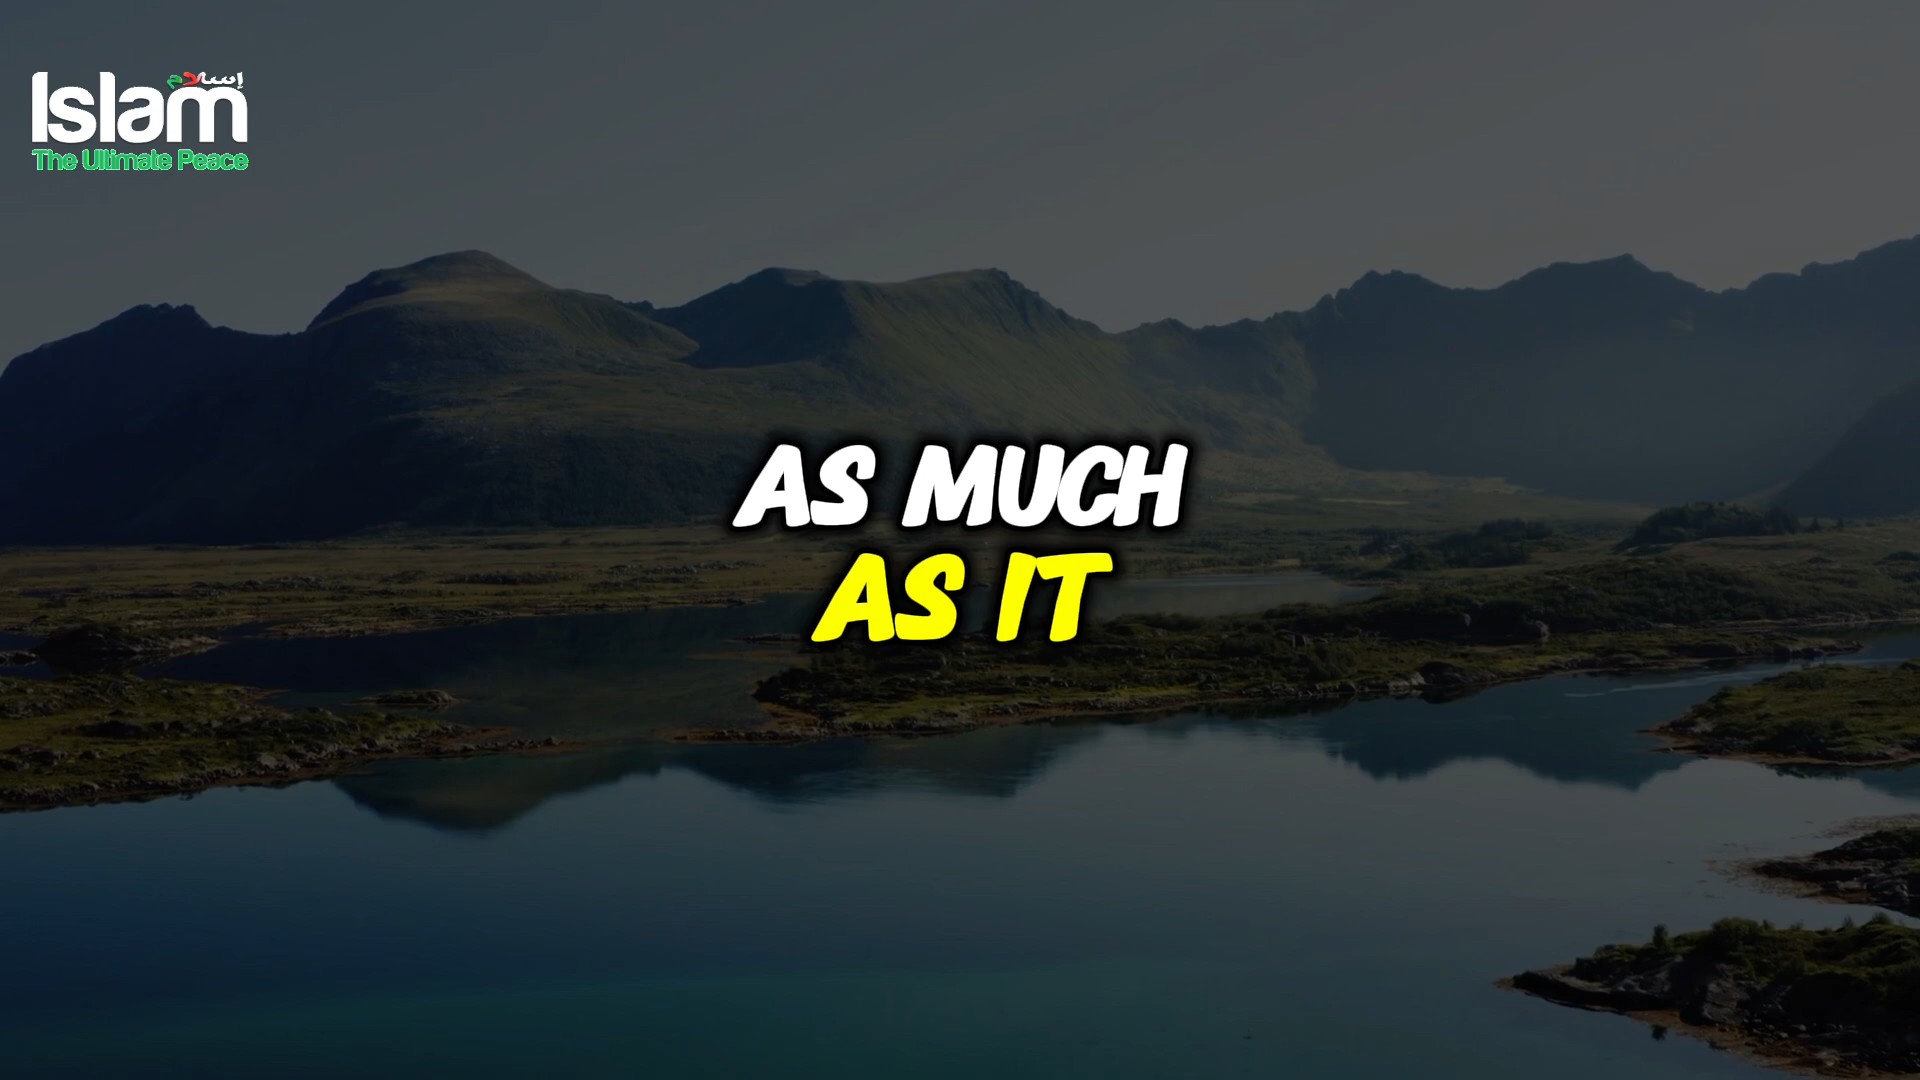 إسلام
Islam
The Ultimate Peace
AS MUCH
AS IT